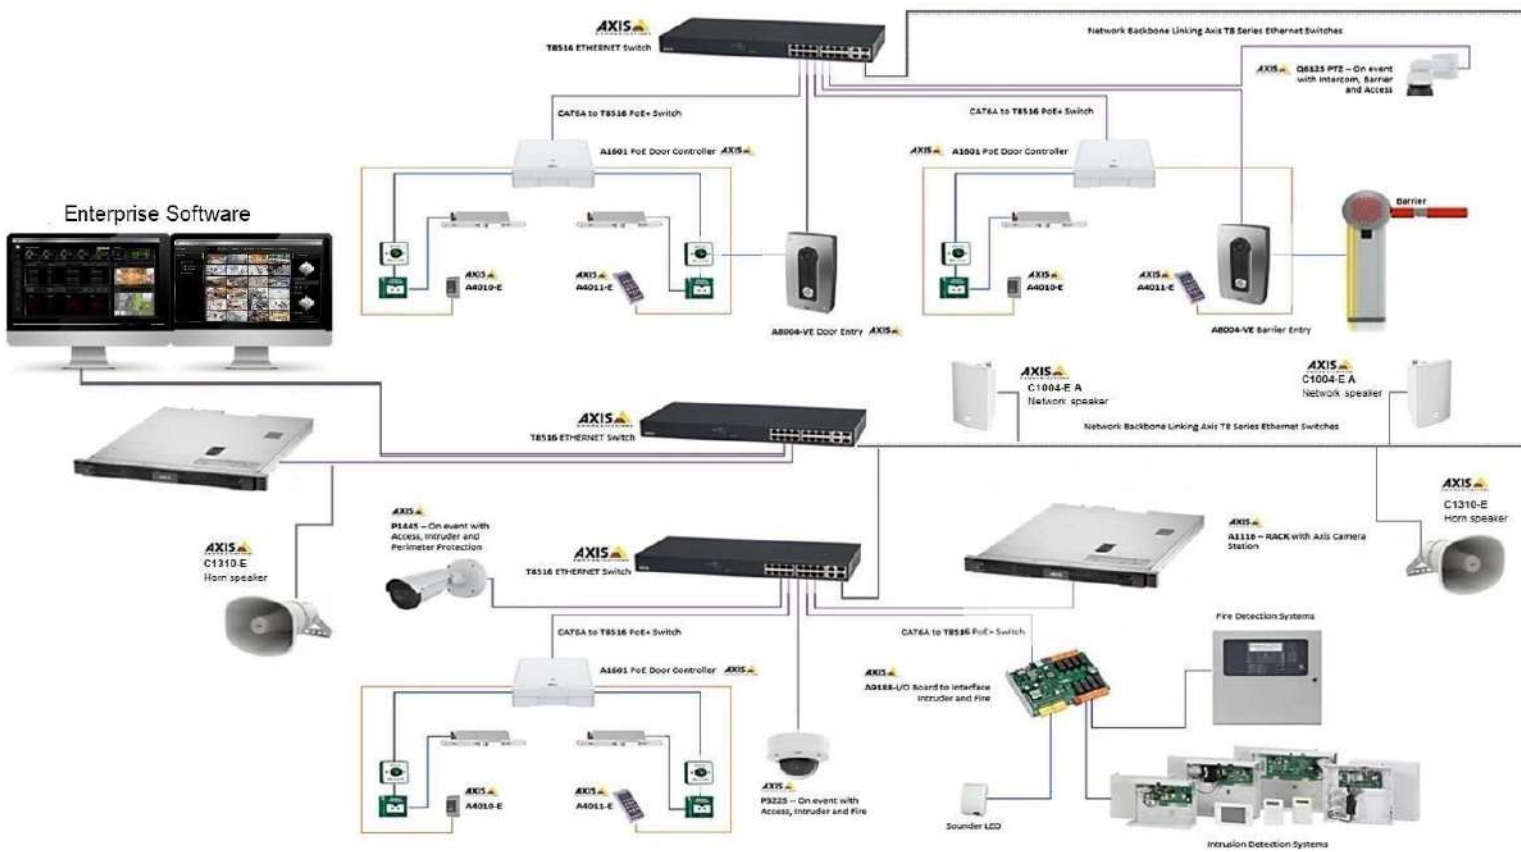 AXIS
COMMUNICATIONS
T8516 ETHERNET Switch
Network Backbone Linking Axis T8 Series Ethernet Switches
AXIS
Q6125 PTZ – On event
with Intercom, Barrier
and Access
CAT6A to T8516 PoE+ Switch
CAT6A to T8516 PoE+ Switch
A1601 PoE Door Controller AXIS
AXIS A1601 PoE Door Controller
Enterprise Software
Barrier
AXIS
A4010-E
AXIS
A4011-E
AXIS
A4010-E
AXIS
A4011-E
A8004-VE Door Entry AXIS
A8004-VE Barrier Entry
AXIS
COMMUNICATIONS
C1004-E A
Network speaker
AXIS
COMMUNICATIONS
C1004-E A
Network speaker
AXIS
COMMUNICATIONS
T8516 ETHERNET Switch
Network Backbone Linking Axis T8 Series Ethernet Switches
AXIS
COMMUNICATIONS
C1310-E
Horn speaker
AXIS
P1445 – On event with
Access, Intruder and
Perimeter Protection
AXIS
A1116 – RACK with Axis Camera
Station
AXIS
COMMUNICATIONS
C1310-E
Horn speaker
AXIS
COMMUNICATIONS
T8516 ETHERNET Switch
Fire Detection Systems
CAT6A to T8516 PoE+ Switch
CAT6A to T8516 PoE+ Switch
A1601 PoE Door Controller AXIS
AXIS
A9188-I/O Board to Interface
Intruder and Fire
AXIS
A4010-E
AXIS
A4011-E
AXIS
P3225 – On event with
Access, Intruder and Fire
Sounder LED
Intrusion Detection Systems